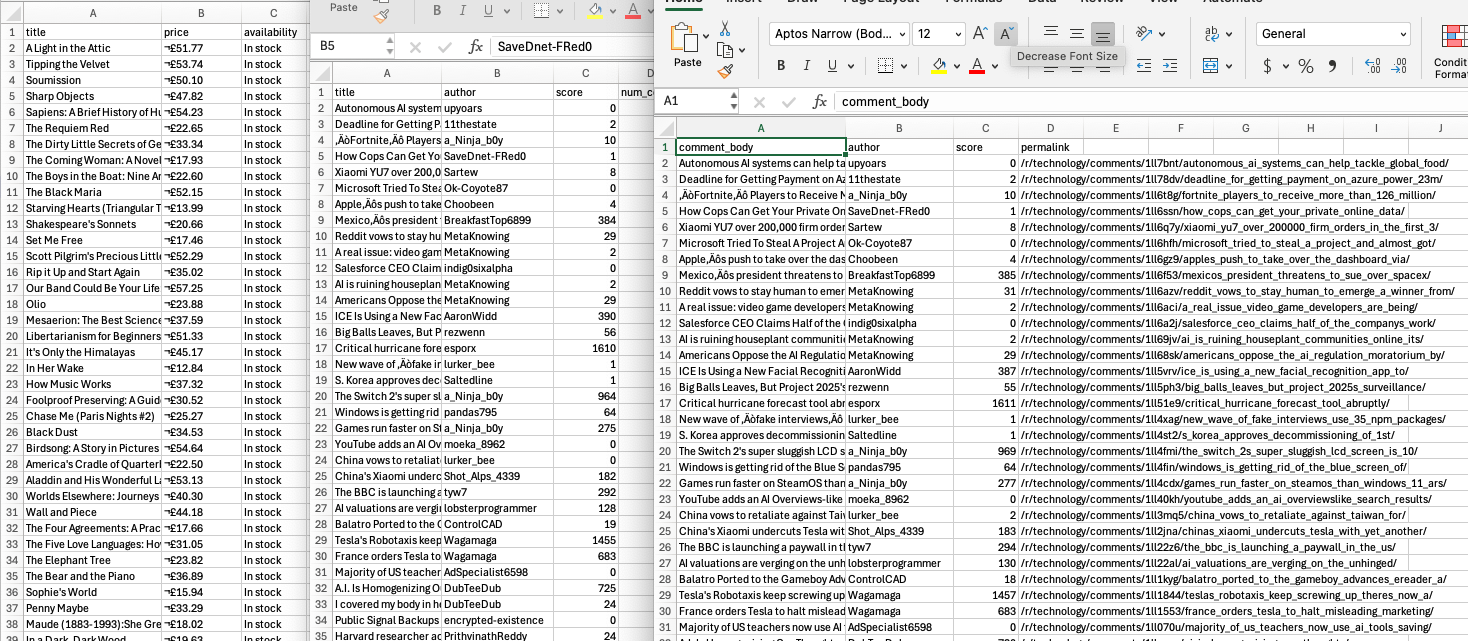 A B C
1 title price availability
2 A Light in the Attic ¬£51.77 In stock
3 Tipping the Velvet ¬£53.74 In stock
4 Soumission ¬£50.10 In stock
5 Sharp Objects ¬£47.82 In stock
6 Sapiens: A Brief History of Hu ¬£54.23 In stock
7 The Requiem Red ¬£22.65 In stock
8 The Dirty Little Secrets of Ge ¬£33.34 In stock
9 The Coming Woman: A Novel ¬£17.93 In stock
10 The Boys in the Boat: Nine Ar ¬£22.60 In stock
11 The Black Maria ¬£52.15 In stock
12 Starving Hearts (Triangular T ¬£13.99 In stock
13 Shakespeare's Sonnets ¬£20.66 In stock
14 Set Me Free ¬£17.46 In stock
15 Scott Pilgrim's Precious Little ¬£52.29 In stock
16 Rip it Up and Start Again ¬£35.02 In stock
17 Our Band Could Be Your Life ¬£57.25 In stock
18 Olio ¬£23.88 In stock
19 Mesaerion: The Best Science ¬£37.59 In stock
20 Libertarianism for Beginners ¬£51.33 In stock
21 It's Only the Himalayas ¬£45.17 In stock
22 In Her Wake ¬£12.84 In stock
23 How Music Works ¬£37.32 In stock
24 Foolproof Preserving: A Guid ¬£30.52 In stock
25 Chase Me (Paris Nights #2) ¬£25.27 In stock
26 Black Dust ¬£34.53 In stock
27 Birdsong: A Story in Pictures ¬£54.64 In stock
28 America's Cradle of Quarterl ¬£22.50 In stock
29 Aladdin and His Wonderful La ¬£53.13 In stock
30 Worlds Elsewhere: Journeys ¬£40.30 In stock
31 Wall and Piece ¬£44.18 In stock
32 The Four Agreements: A Prac ¬£17.66 In stock
33 The Five Love Languages: Ho ¬£31.05 In stock
34 The Elephant Tree ¬£23.82 In stock
35 The Bear and the Piano ¬£36.89 In stock
36 Sophie's World ¬£15.94 In stock
37 Penny Maybe ¬£33.29 In stock
38 Maude (1883-1993):She Gre ¬£18.02 In stock
39 In a Dark, Dark Wood ¬£19.63 In stock
Paste B I U A
B5 fx SaveDnet-FRed0
A B C D
1 title author score num_c
2 Autonomous AI system upyoars 0
3 Deadline for Getting P 11thestate 2
4 ‚ÄòFortnite‚Äô Players a_Ninja_b0y 10
5 How Cops Can Get Yo SaveDnet-FRed0 1
6 Xiaomi YU7 over 200,0 Sartew 8
7 Microsoft Tried To Stea Ok-Coyote87 0
8 Apple‚Äôs push to take Choobeen 4
9 Mexico‚Äôs president BreakfastTop6899 384
10 Reddit vows to stay hu MetaKnowing 29
11 A real issue: video gam MetaKnowing 2
12 Salesforce CEO Claim indig0sixalpha 0
13 AI is ruining houseplan MetaKnowing 2
14 Americans Oppose the MetaKnowing 29
15 ICE Is Using a New Fac AaronWidd 390
16 Big Balls Leaves, But P rezwenn 56
17 Critical hurricane fore esporx 1610
18 New wave of ‚Äòfake in lurker_bee 1
19 S. Korea approves dec Saltedline 1
20 The Switch 2's super sl a_Ninja_b0y 964
21 Windows is getting rid pandas795 64
22 Games run faster on St a_Ninja_b0y 275
23 YouTube adds an AI Ov moeka_8962 0
24 China vows to retaliat lurker_bee 0
25 China's Xiaomi underc Shot_Alps_4339 182
26 The BBC is launching a tyw7 292
27 AI valuations are vergin lobsterprogrammer 128
28 Balatro Ported to the G ControlCAD 19
29 Tesla's Robotaxis keep Wagamaga 1455
30 France orders Tesla to Wagamaga 683
31 Majority of US teacher AdSpecialist6598 0
32 A.I. Is Homogenizing O DubTeeDub 725
33 I covered my body in h DubTeeDub 24
34 Public Signal Backups encrypted-existence 0
35 Harvard researcher ac PrithvinathReddy 24
Home Insert Draw Page Layout Formulas Data Review View Automate
Paste Aptos Narrow (Bod... 12 A A ab General
B I U A $ % Conditi
Decrease Font Size Format
A1 fx comment_body
A B C D E F G H I J
1 comment_body author score permalink
2 Autonomous AI systems can help ta upyoars 0 /r/technology/comments/1ll7bnt/autonomous_ai_systems_can_help_tackle_global_food/
3 Deadline for Getting Payment on Az 11thestate 2 /r/technology/comments/1ll78dv/deadline_for_getting_payment_on_azure_power_23m/
4 ‚ÄòFortnite‚Äô Players to Receive M a_Ninja_b0y 10 /r/technology/comments/1ll6t8g/fortnite_players_to_receive_more_than_126_million/
5 How Cops Can Get Your Private On SaveDnet-FRed0 1 /r/technology/comments/1ll6ssn/how_cops_can_get_your_private_online_data/
6 Xiaomi YU7 over 200,000 firm order Sartew 8 /r/technology/comments/1ll6q7y/xiaomi_yu7_over_200000_firm_orders_in_the_first_3/
7 Microsoft Tried To Steal A Project A Ok-Coyote87 0 /r/technology/comments/1ll6hfh/microsoft_tried_to_steal_a_project_and_almost_got/
8 Apple‚Äôs push to take over the das Choobeen 4 /r/technology/comments/1ll6gz9/apples_push_to_take_over_the_dashboard_via/
9 Mexico‚Äôs president threatens to BreakfastTop6899 385 /r/technology/comments/1ll6f53/mexicos_president_threatens_to_sue_over_spacex/
10 Reddit vows to stay human to emer MetaKnowing 31 /r/technology/comments/1ll6azv/reddit_vows_to_stay_human_to_emerge_a_winner_from/
11 A real issue: video game developers MetaKnowing 2 /r/technology/comments/1ll6aci/a_real_issue_video_game_developers_are_being/
12 Salesforce CEO Claims Half of the indig0sixalpha 0 /r/technology/comments/1ll6a2j/salesforce_ceo_claims_half_of_the_companys_work/
13 AI is ruining houseplant communiti MetaKnowing 2 /r/technology/comments/1ll69jv/ai_is_ruining_houseplant_communities_online_its/
14 Americans Oppose the AI Regulatio MetaKnowing 29 /r/technology/comments/1ll68sk/americans_oppose_the_ai_regulation_moratorium_by/
15 ICE Is Using a New Facial Recogniti AaronWidd 387 /r/technology/comments/1ll5vrv/ice_is_using_a_new_facial_recognition_app_to/
16 Big Balls Leaves, But Project 2025's rezwenn 55 /r/technology/comments/1ll5ph3/big_balls_leaves_but_project_2025s_surveillance/
17 Critical hurricane forecast tool abr esporx 1611 /r/technology/comments/1ll51e9/critical_hurricane_forecast_tool_abruptly/
18 New wave of ‚Äòfake interviews‚Äô lurker_bee 1 /r/technology/comments/1ll4xag/new_wave_of_fake_interviews_use_35_npm_packages/
19 S. Korea approves decommissionin Saltedline 1 /r/technology/comments/1ll4st2/s_korea_approves_decommissioning_of_1st/
20 The Switch 2's super sluggish LCD s a_Ninja_b0y 969 /r/technology/comments/1ll4fmi/the_switch_2s_super_sluggish_lcd_screen_is_10/
21 Windows is getting rid of the Blue S pandas795 64 /r/technology/comments/1ll4fin/windows_is_getting_rid_of_the_blue_screen_of/
22 Games run faster on SteamOS than a_Ninja_b0y 277 /r/technology/comments/1ll4cdx/games_run_faster_on_steamos_than_windows_11_ars/
23 YouTube adds an AI Overviews-like moeka_8962 0 /r/technology/comments/1ll40kh/youtube_adds_an_ai_overviewslike_search_results/
24 China vows to retaliate against Tai lurker_bee 2 /r/technology/comments/1ll3mq5/china_vows_to_retaliate_against_taiwan_for/
25 China's Xiaomi undercuts Tesla wit Shot_Alps_4339 183 /r/technology/comments/1ll2jna/chinas_xiaomi_undercuts_tesla_with_yet_another/
26 The BBC is launching a paywall in t tyw7 294 /r/technology/comments/1ll22z6/the_bbc_is_launching_a_paywall_in_the_us/
27 AI valuations are verging on the unh lobsterprogrammer 130 /r/technology/comments/1ll22al/ai_valuations_are_verging_on_the_unhinged/
28 Balatro Ported to the Gameboy Adv ControlCAD 18 /r/technology/comments/1ll1kyg/balatro_ported_to_the_gameboy_advances_ereader_a/
29 Tesla's Robotaxis keep screwing up Wagamaga 1457 /r/technology/comments/1ll1844/teslas_robotaxis_keep_screwing_up_theres_now_a/
30 France orders Tesla to halt mislead Wagamaga 683 /r/technology/comments/1ll1553/france_orders_tesla_to_halt_misleading_marketing/
31 Majority of US teachers now use AI AdSpecialist6598 0 /r/technology/comments/1ll070u/majority_of_us_teachers_now_use_ai_tools_saving/